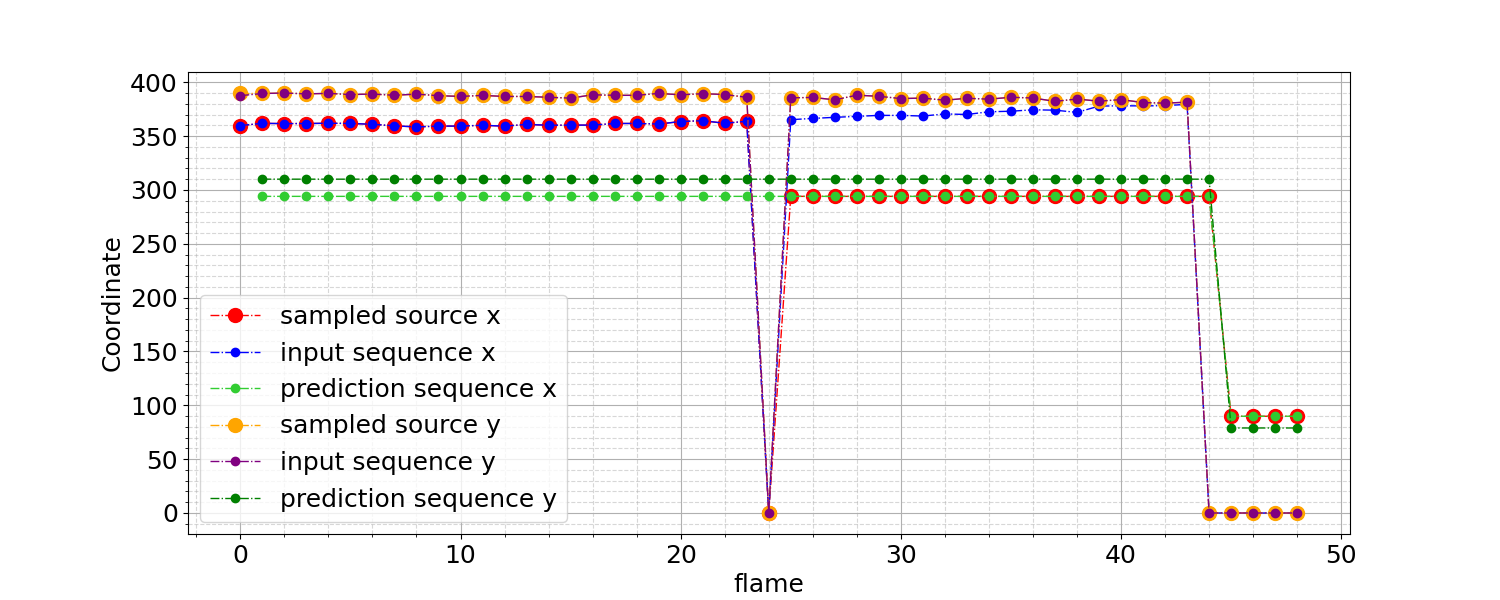 400
350
300
250
200
150
100
50
0
Coordinate
sampled source x
input sequence x
prediction sequence x
sampled source y
input sequence y
prediction sequence y
0 10 20 30 40 50
flame